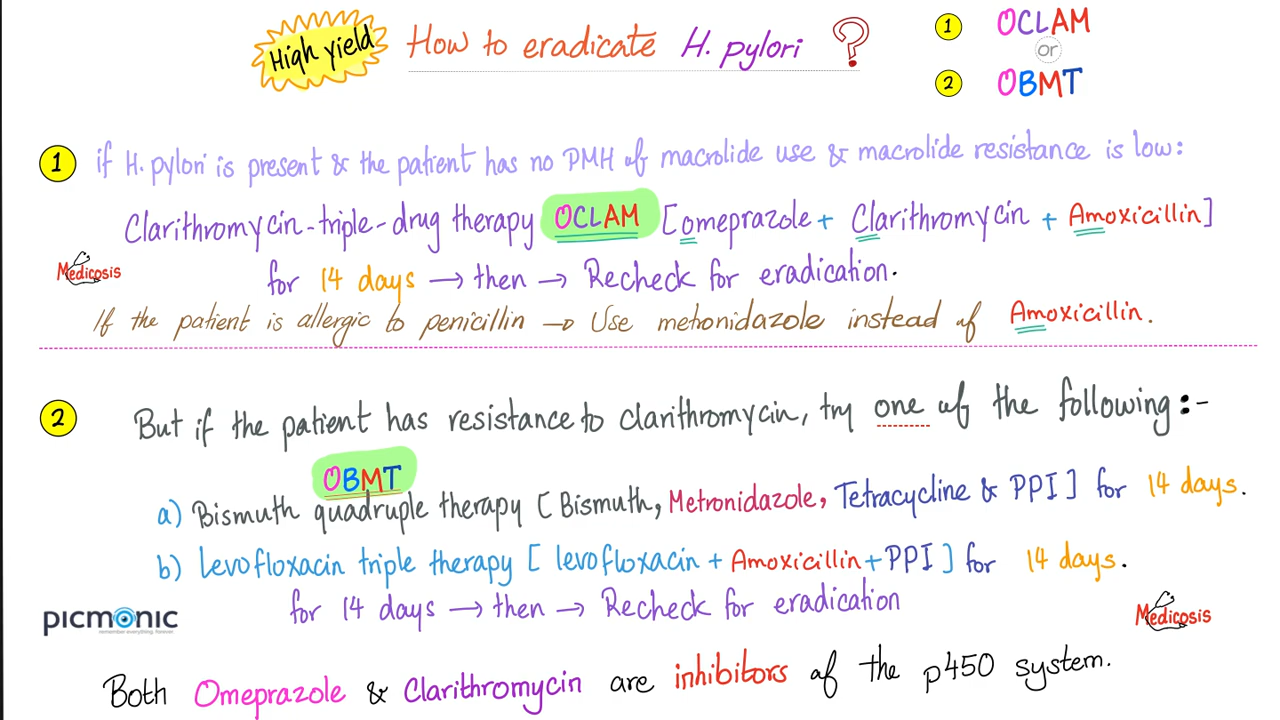 High yield
How to eradicate H. pylori ?
1 OCLAM
or
2 OBMT
1 if H. pylori is present & the patient has no PMH of macrolide use & macrolide resistance is low:
Clarithromycin-triple-drug therapy OCLAM [omeprazole + Clarithromycin + Amoxicillin]
Medicosis
for 14 days → then → Recheck for eradication.
If the patient is allergic to penicillin → Use metronidazole instead of Amoxicillin.
2 But if the patient has resistance to clarithromycin, try one of the following :-
OBMT
a) Bismuth quadruple therapy [Bismuth, Metronidazole, Tetracycline & PPI] for 14 days.
b) levofloxacin triple therapy [levofloxacin + Amoxicillin + PPI] for 14 days.
for 14 days → then → Recheck for eradication
picmonic
remember everything. forever.
Medicosis
Both Omeprazole & Clarithromycin are inhibitors of the p450 system.